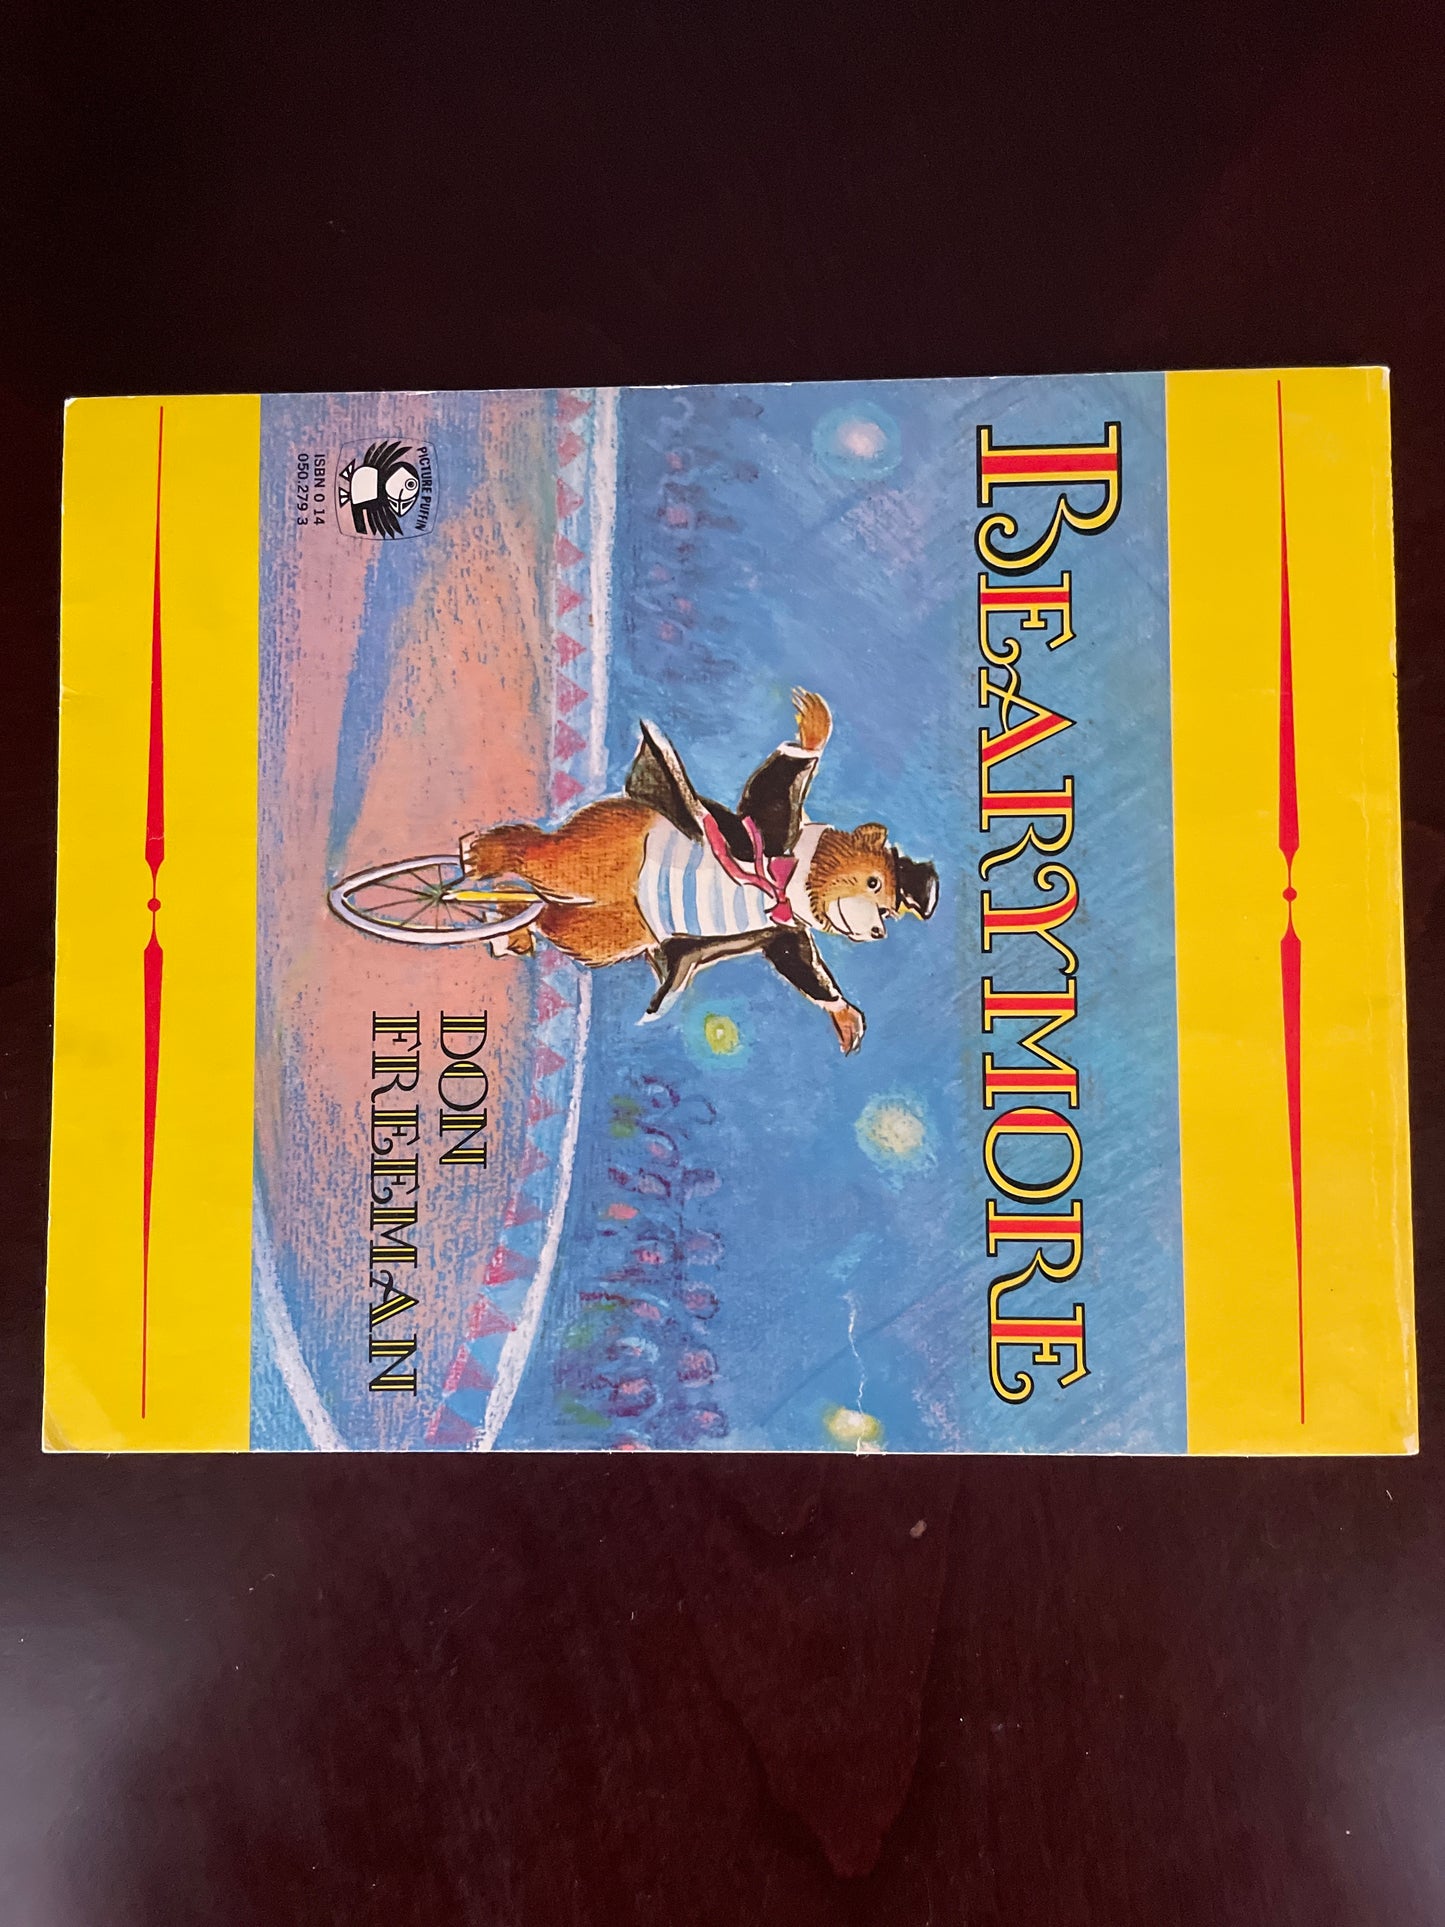 BEARYMORE
DON
FREEMAN
PICTURE PUFFIN
ISBN 0 14
050.279 3